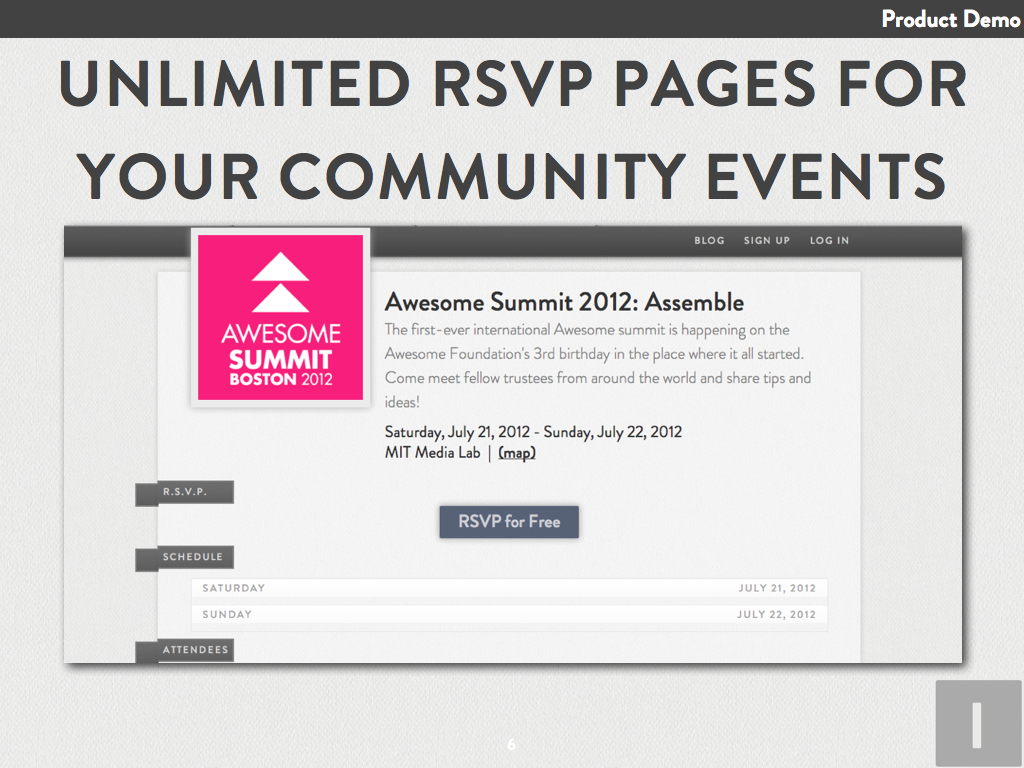 Product Demo
UNLIMITED RSVP PAGES FOR
YOUR COMMUNITY EVENTS
BLOG SIGN UP LOG IN
AWESOME
SUMMIT
BOSTON 2012
Awesome Summit 2012: Assemble
The first-ever international Awesome summit is happening on the
Awesome Foundation's 3rd birthday in the place where it all started.
Come meet fellow trustees from around the world and share tips and
ideas!
Saturday, July 21, 2012 - Sunday, July 22, 2012
MIT Media Lab | (map)
R.S.V.P.
RSVP for Free
SCHEDULE
SATURDAY JULY 21, 2012
SUNDAY JULY 22, 2012
ATTENDEES
6
I